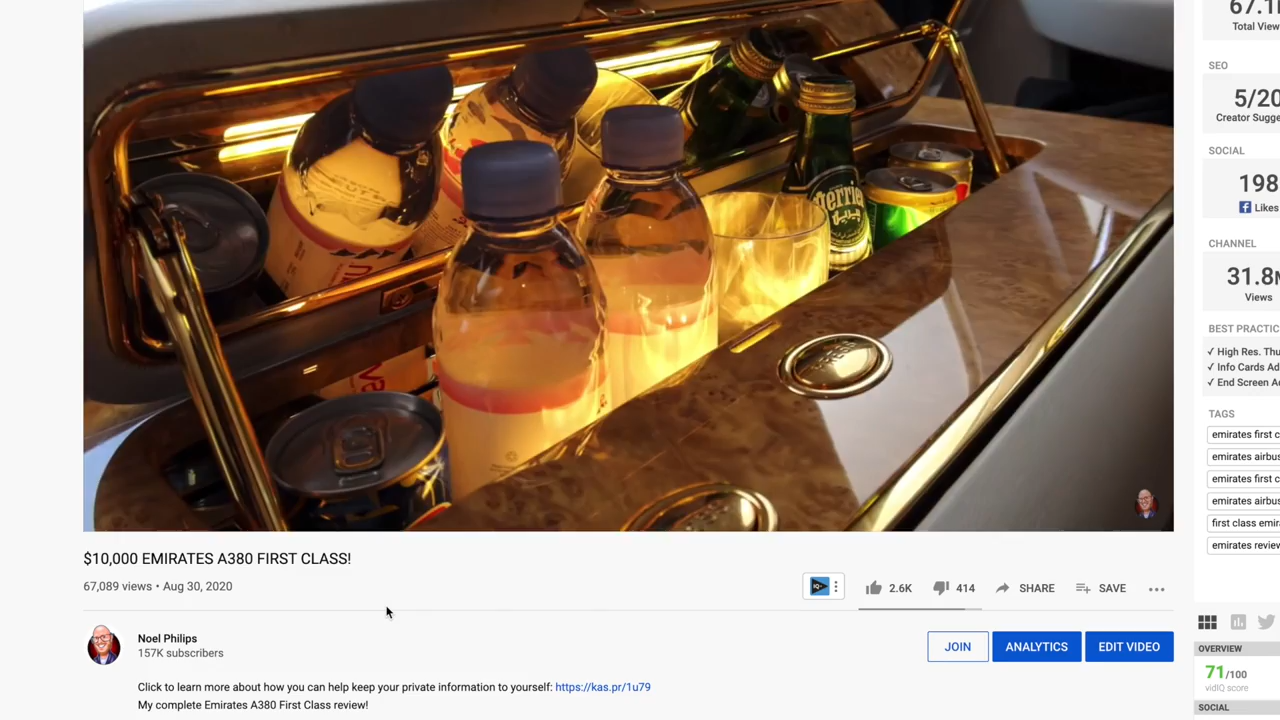 perrier
بيرييه
$10,000 EMIRATES A380 FIRST CLASS!
67,089 views • Aug 30, 2020
2.6K
414
SHARE
SAVE
Noel Philips
157K subscribers
JOIN
ANALYTICS
EDIT VIDEO
Click to learn more about how you can help keep your private information to yourself: https://kas.pr/1u79
My complete Emirates A380 First Class review!
67.1
Total View
SEO
5/20
Creator Sugge
SOCIAL
198
Likes
CHANNEL
31.8
Views
BEST PRACTIC
✓ High Res. Thu
✓ Info Cards Ad
✓ End Screen A
TAGS
emirates first c
emirates airbus
emirates first c
emirates airbus
first class emir
emirates review
OVERVIEW
71/100
vidIQ score
SOCIAL